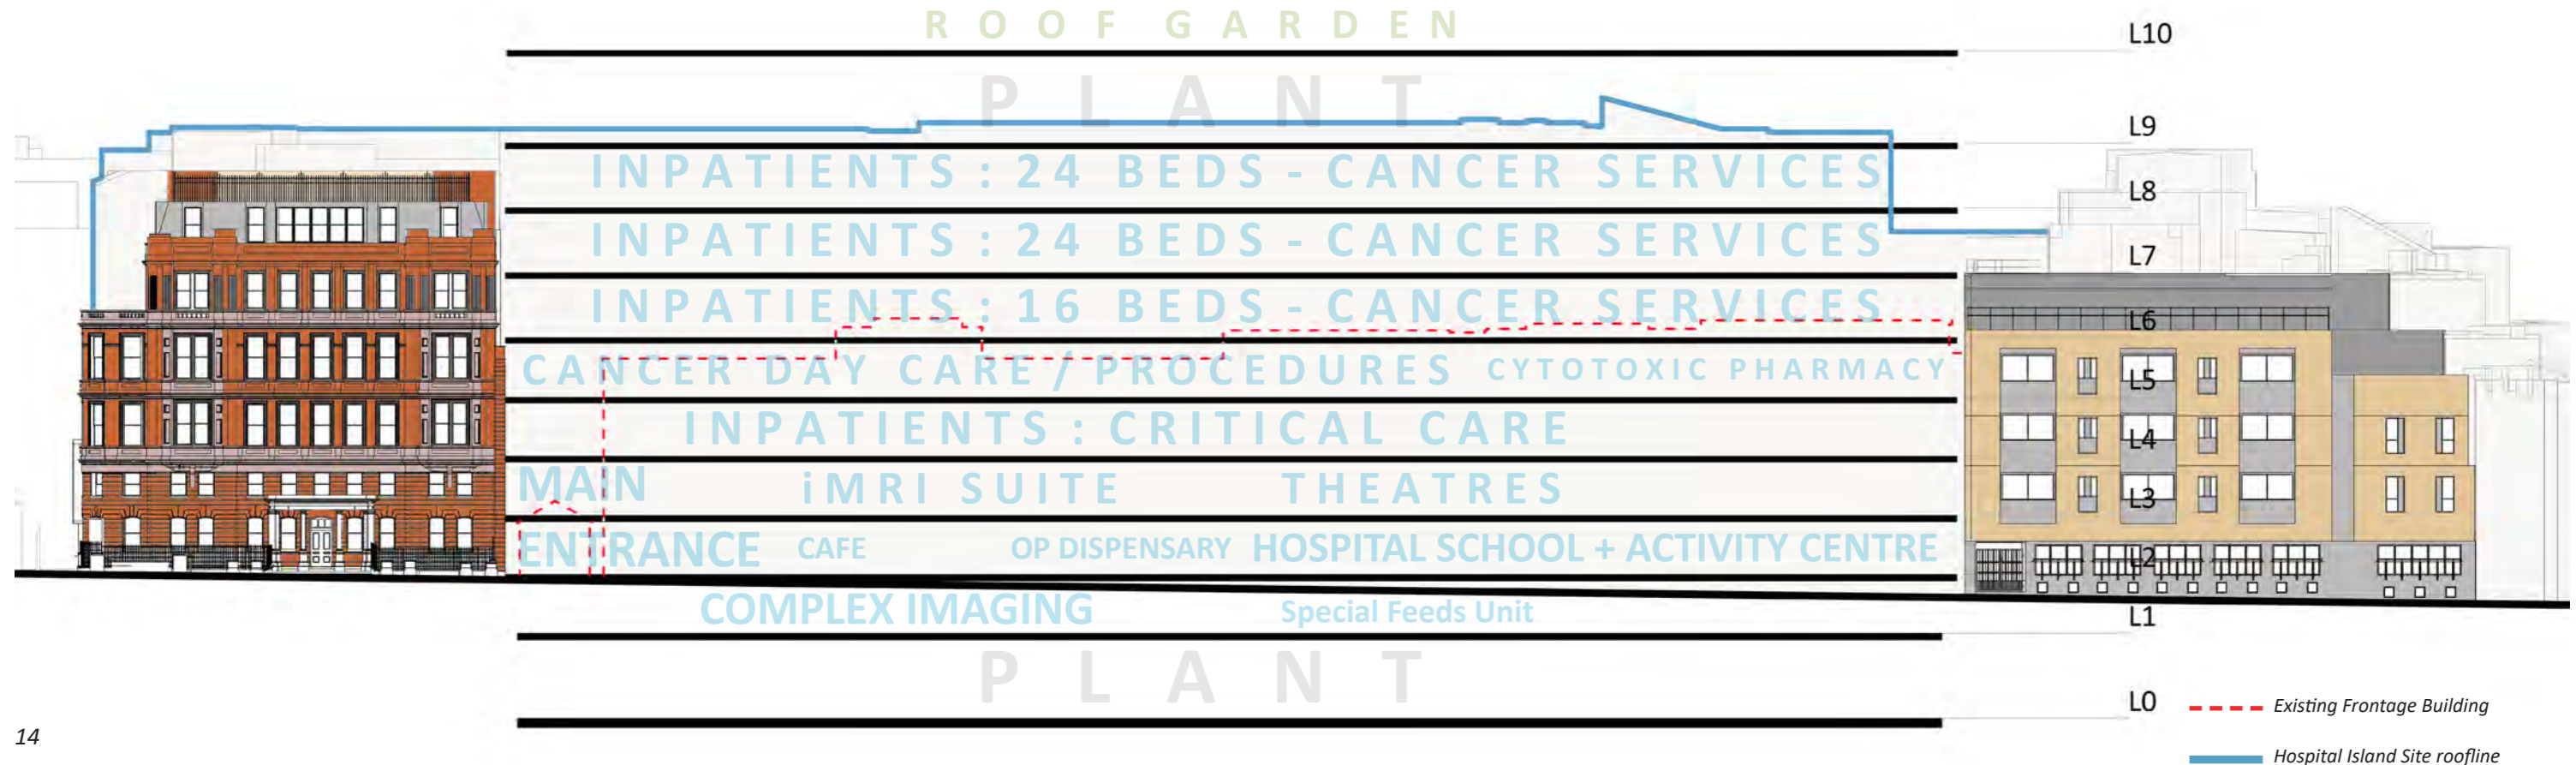 ROOF GARDEN
L10
PLANT
L9
INPATIENTS : 24 BEDS - CANCER SERVICES
L8
INPATIENTS : 24 BEDS - CANCER SERVICES
L7
INPATIENTS : 16 BEDS - CANCER SERVICES
L6
CANCER DAY CARE / PROCEDURES CYTOTOXIC PHARMACY
L5
INPATIENTS : CRITICAL CARE
L4
MAIN iMRI SUITE THEATRES
L3
ENTRANCE CAFE OP DISPENSARY HOSPITAL SCHOOL + ACTIVITY CENTRE
L2
COMPLEX IMAGING Special Feeds Unit
L1
PLANT
L0
Existing Frontage Building
14
Hospital Island Site roofline